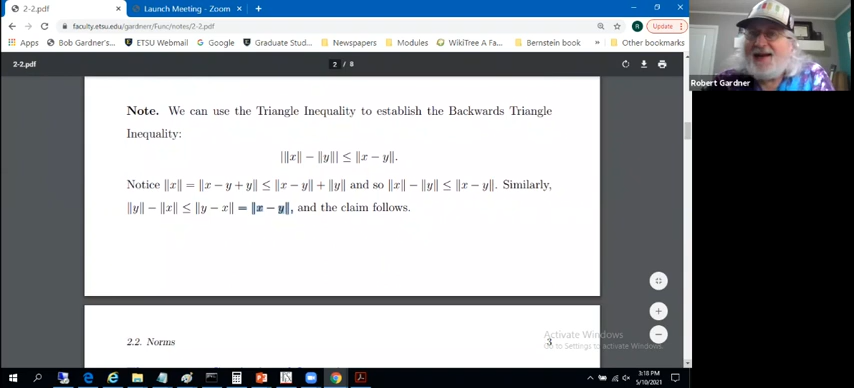 2-2.pdf
Launch Meeting - Zoom
faculty.etsu.edu/gardnerr/Func/notes/2-2.pdf
R
Update
Apps
Bob Gardner's...
ETSU Webmail
Google
Graduate Stud...
Newspapers
Modules
WikiTree A Fa...
Bernstein book
»
Other bookmarks
2-2.pdf
2 / 8
Robert Gardner
Note. We can use the Triangle Inequality to establish the Backwards Triangle
Inequality:
|‖x‖ − ‖y‖| ≤ ‖x − y‖.
Notice ‖x‖ = ‖x − y + y‖ ≤ ‖x − y‖ + ‖y‖ and so ‖x‖ − ‖y‖ ≤ ‖x − y‖. Similarly,
‖y‖ − ‖x‖ ≤ ‖y − x‖ = ‖x − y‖, and the claim follows.
2.2. Norms
3
Activate Windows
Go to Settings to activate Windows.
3:18 PM
5/10/2021